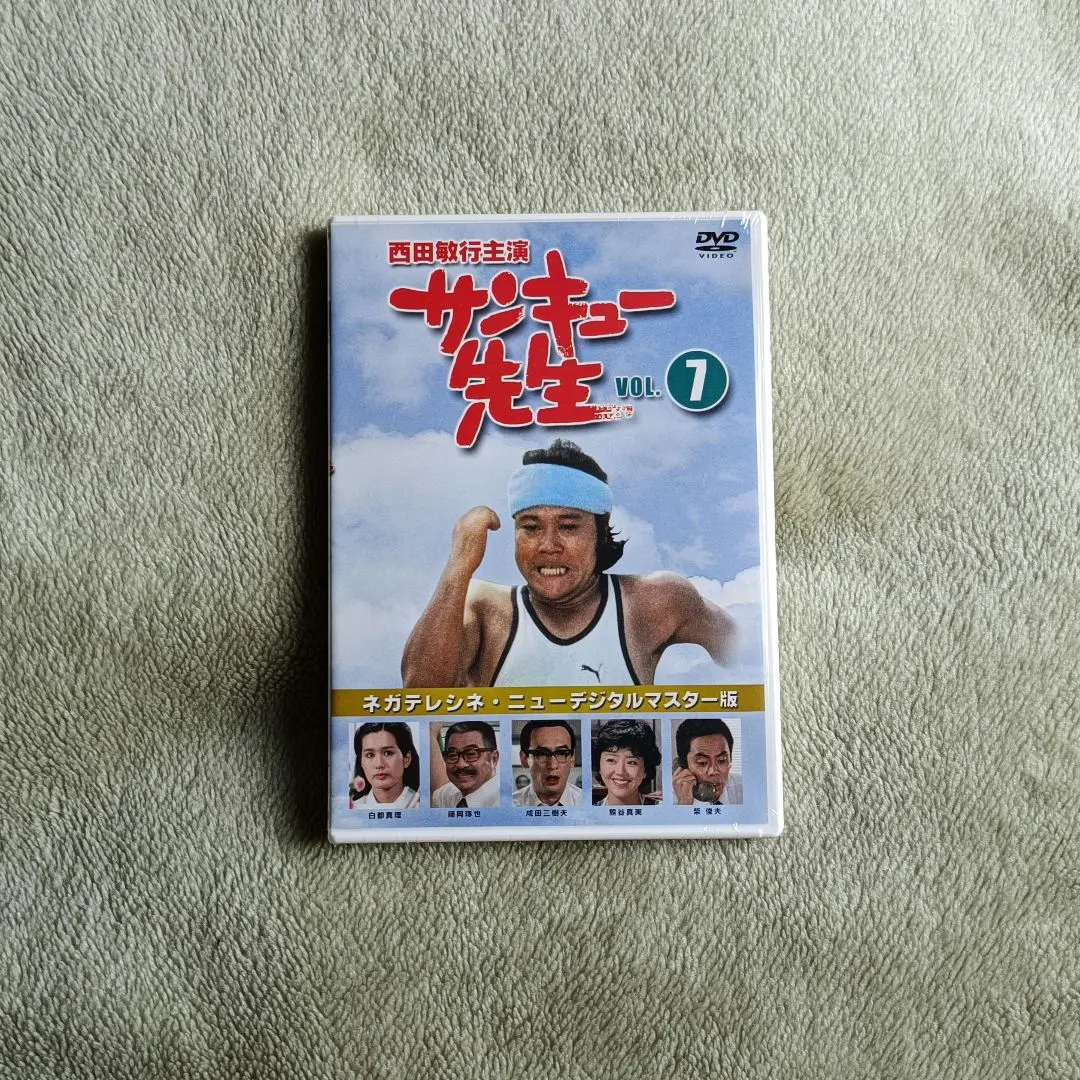 西田敏行主演
DVD
VIDEO
サンキュー
先生
VOL. 7
ネガテレシネ・ニューデジタルマスター版
白都真理
藤岡琢也
成田三樹夫
熊谷真実
柴 俊夫